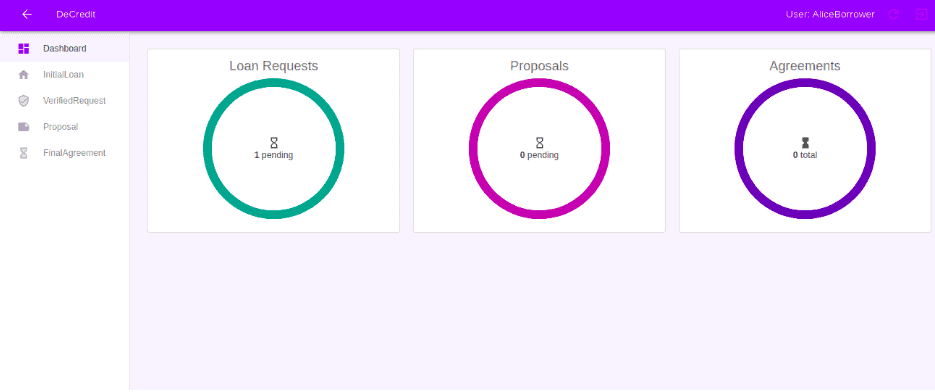 DeCredit
User: AliceBorrower
Dashboard
InitialLoan
VerifiedRequest
Proposal
FinalAgreement
Loan Requests
1 pending
Proposals
0 pending
Agreements
0 total